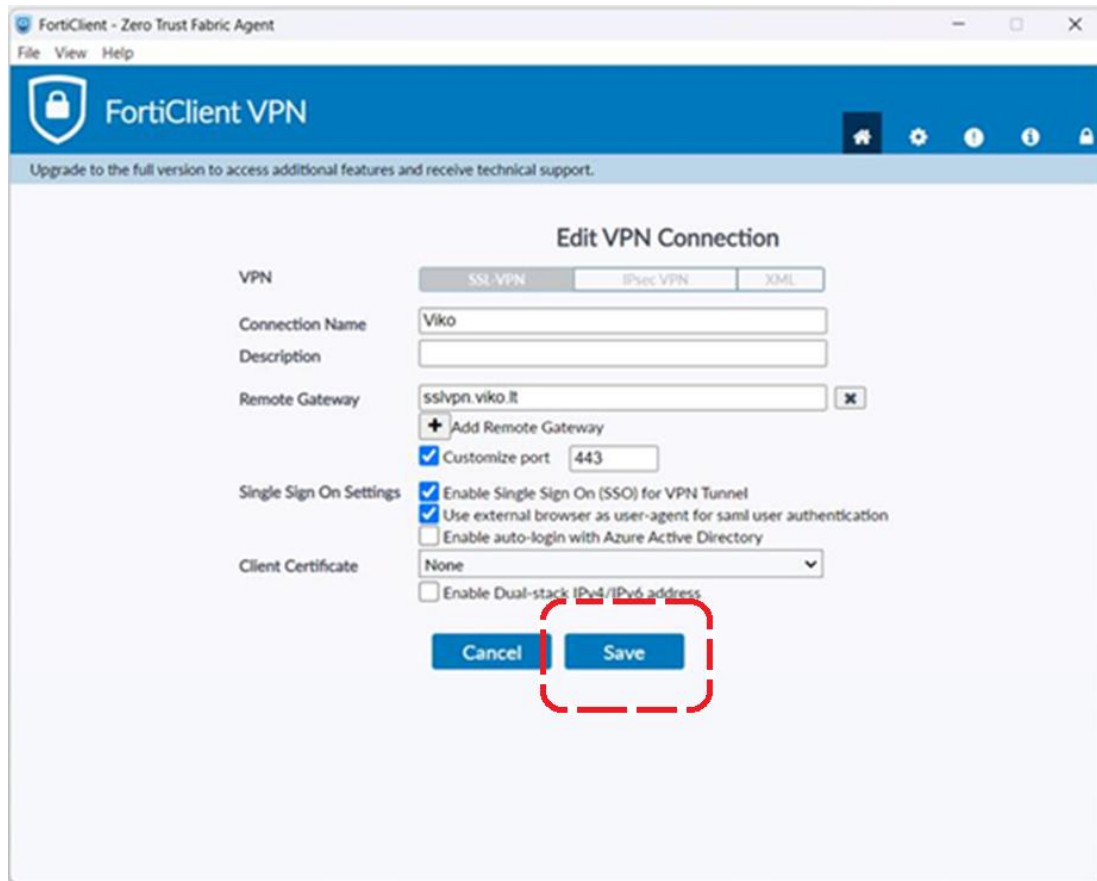 FortiClient - Zero Trust Fabric Agent
File View Help
FortiClient VPN
Upgrade to the full version to access additional features and receive technical support.
Edit VPN Connection
VPN SSL-VPN IPsec VPN XML
Connection Name Viko
Description
Remote Gateway sslvpn.viko.lt
Add Remote Gateway
Customize port 443
Single Sign On Settings Enable Single Sign On (SSO) for VPN Tunnel
Use external browser as user-agent for saml user authentication
Enable auto-login with Azure Active Directory
Client Certificate None
Enable Dual-stack IPv4/IPv6 address
Cancel Save